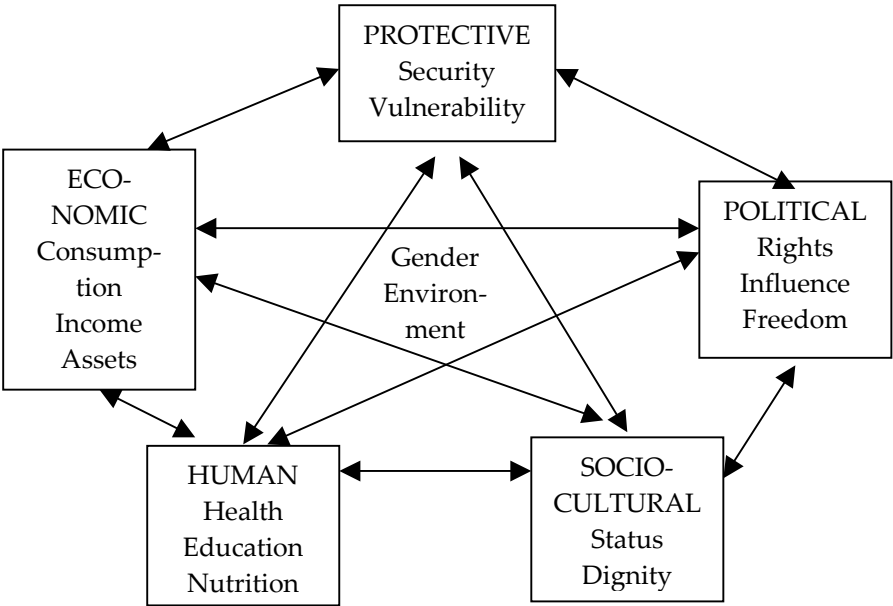 PROTECTIVE
Security
Vulnerability
ECO-
NOMIC
Consump-
tion
Income
Assets
POLITICAL
Rights
Influence
Freedom
Gender
Environ-
ment
HUMAN
Health
Education
Nutrition
SOCIO-
CULTURAL
Status
Dignity